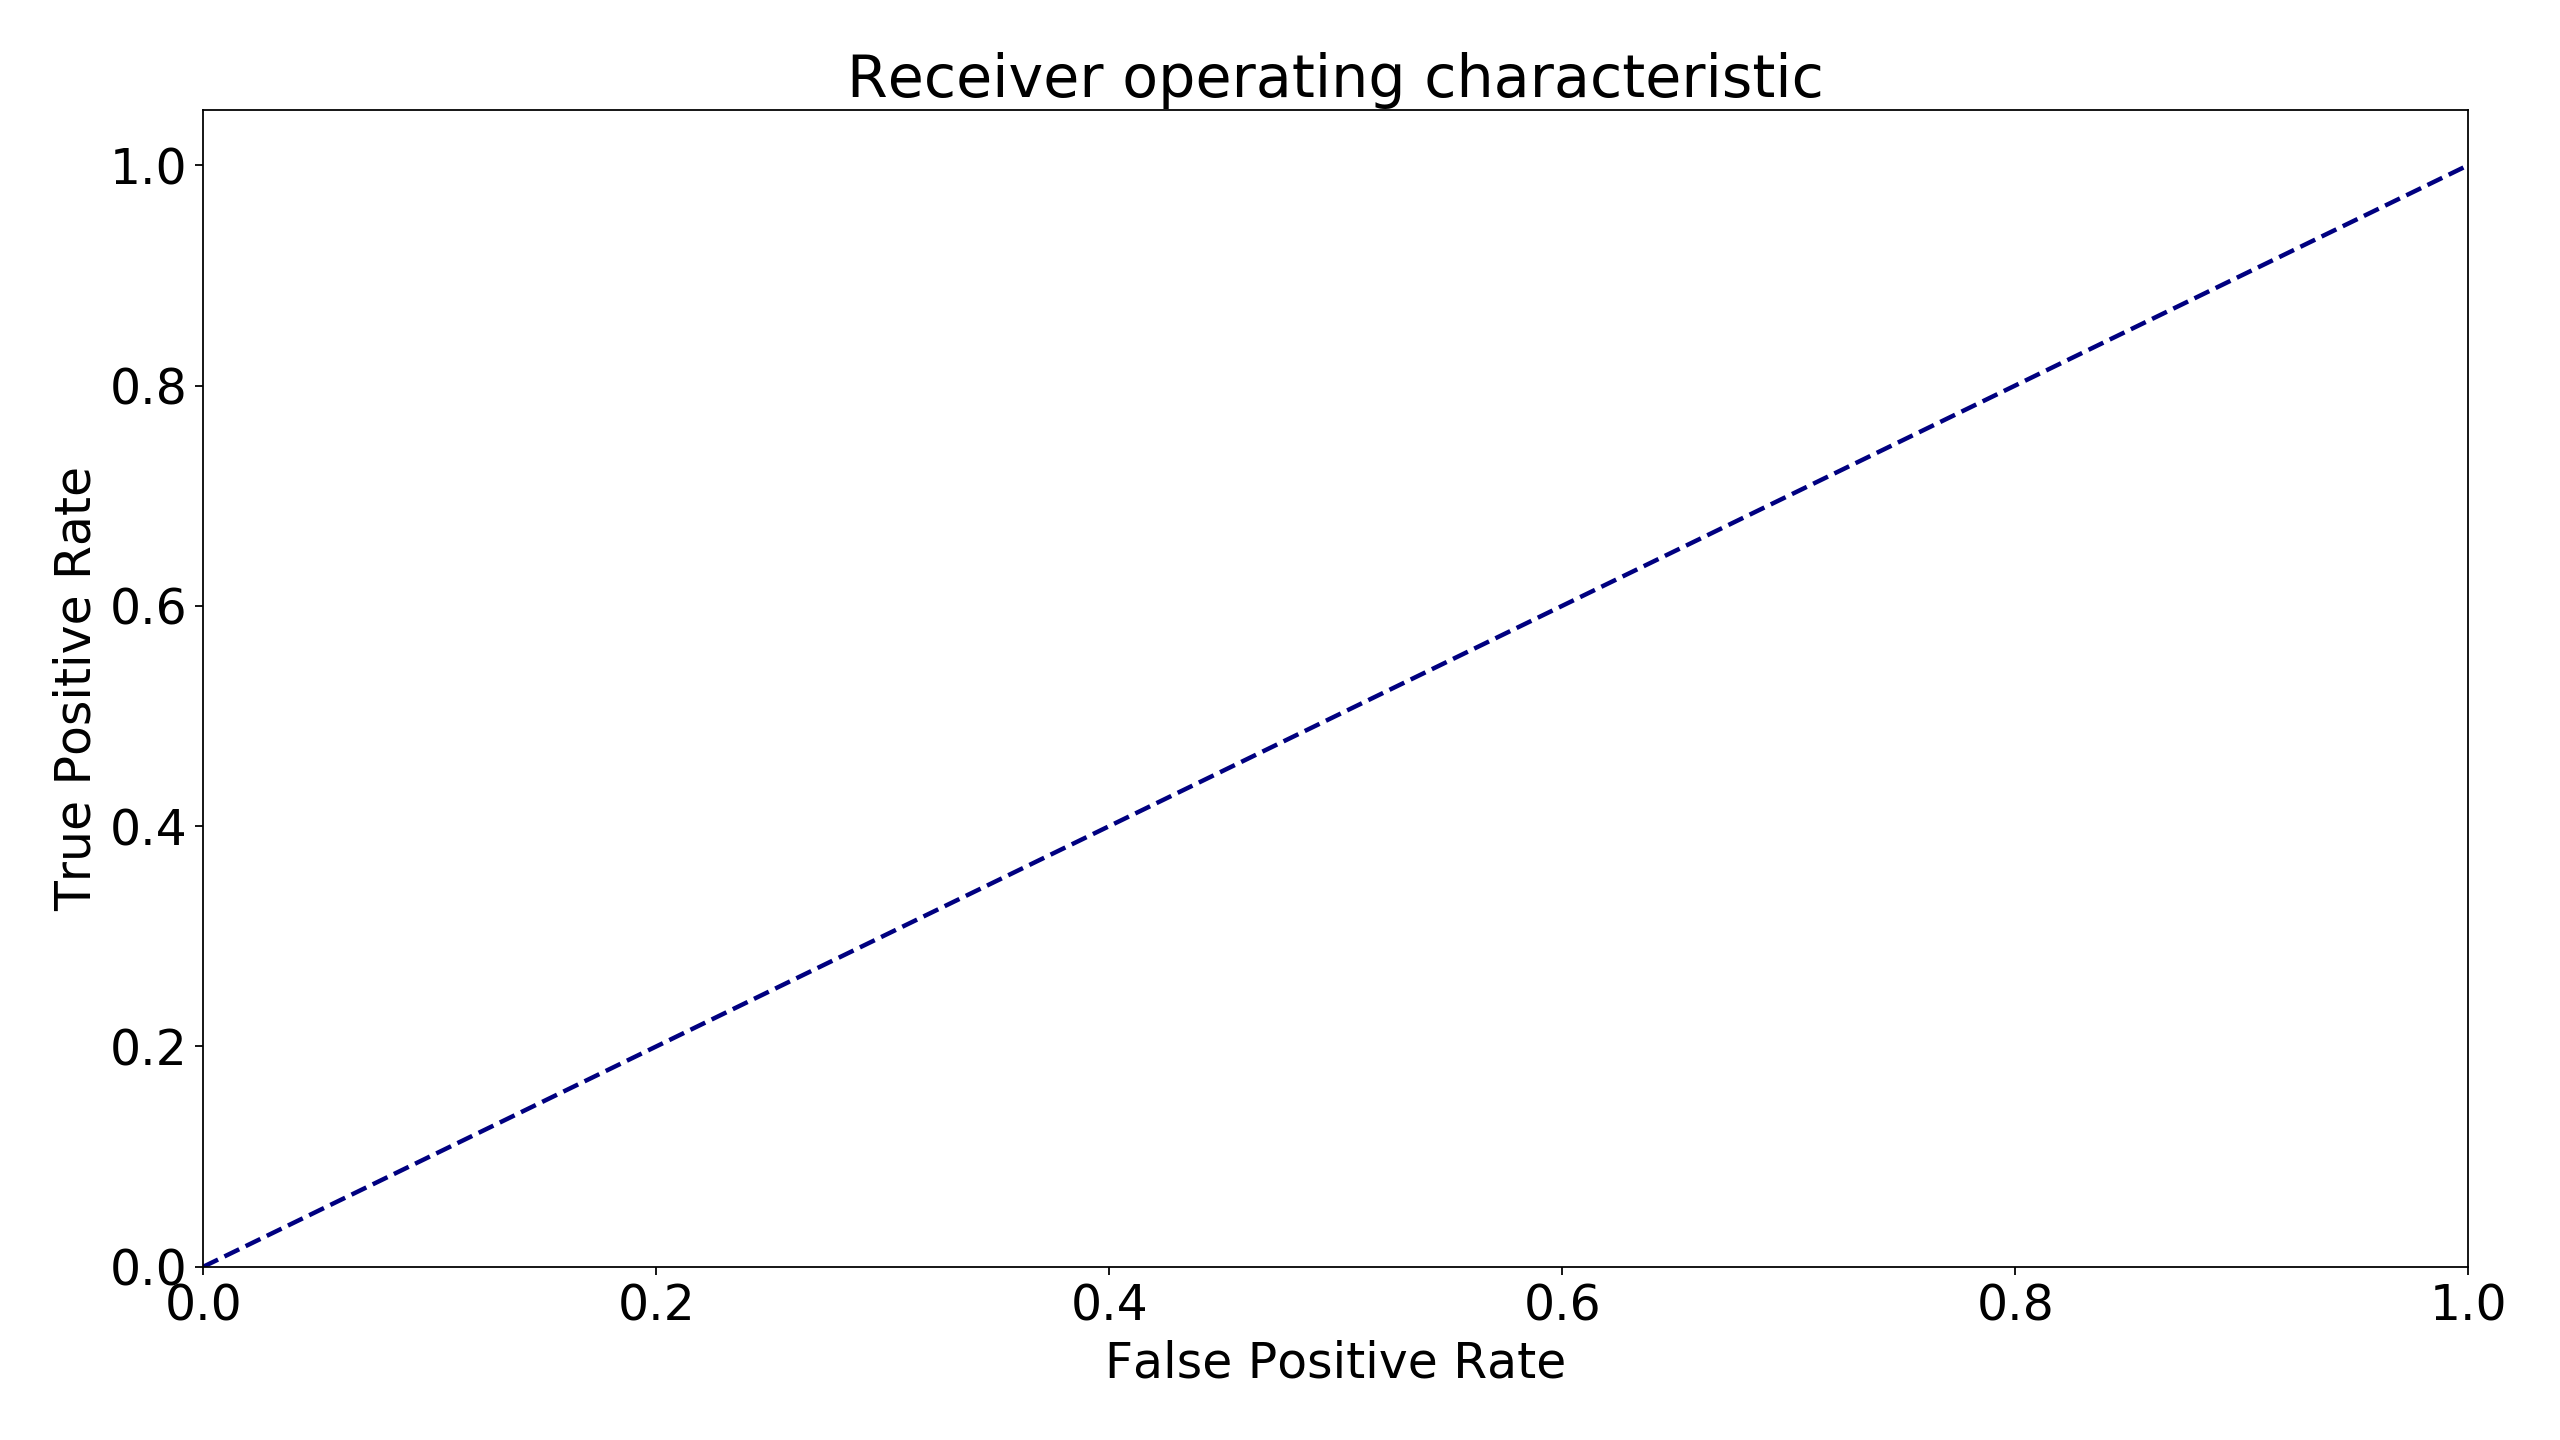 Receiver operating characteristic
1.0
0.8
0.6
0.4
0.2
0.0
True Positive Rate
0.0 0.2 0.4 0.6 0.8 1.0
False Positive Rate